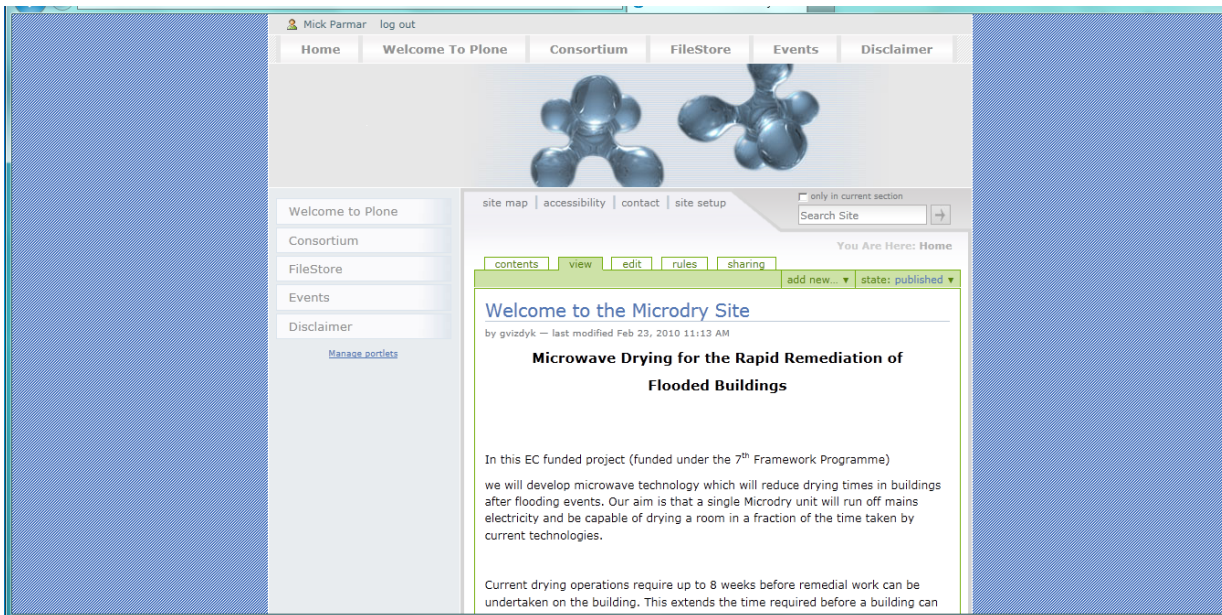 Mick Parmar log out
Home Welcome To Plone Consortium FileStore Events Disclaimer
site map | accessibility | contact | site setup
only in current section
Search Site
You Are Here: Home
Welcome to Plone
Consortium
FileStore
Events
Disclaimer
Manage portlets
contents view edit rules sharing
add new... ▼ state: published ▼
Welcome to the Microdry Site
by gvizdyk — last modified Feb 23, 2010 11:13 AM
Microwave Drying for the Rapid Remediation of
Flooded Buildings
In this EC funded project (funded under the 7th Framework Programme)
we will develop microwave technology which will reduce drying times in buildings
after flooding events. Our aim is that a single Microdry unit will run off mains
electricity and be capable of drying a room in a fraction of the time taken by
current technologies.
Current drying operations require up to 8 weeks before remedial work can be
undertaken on the building. This extends the time required before a building can